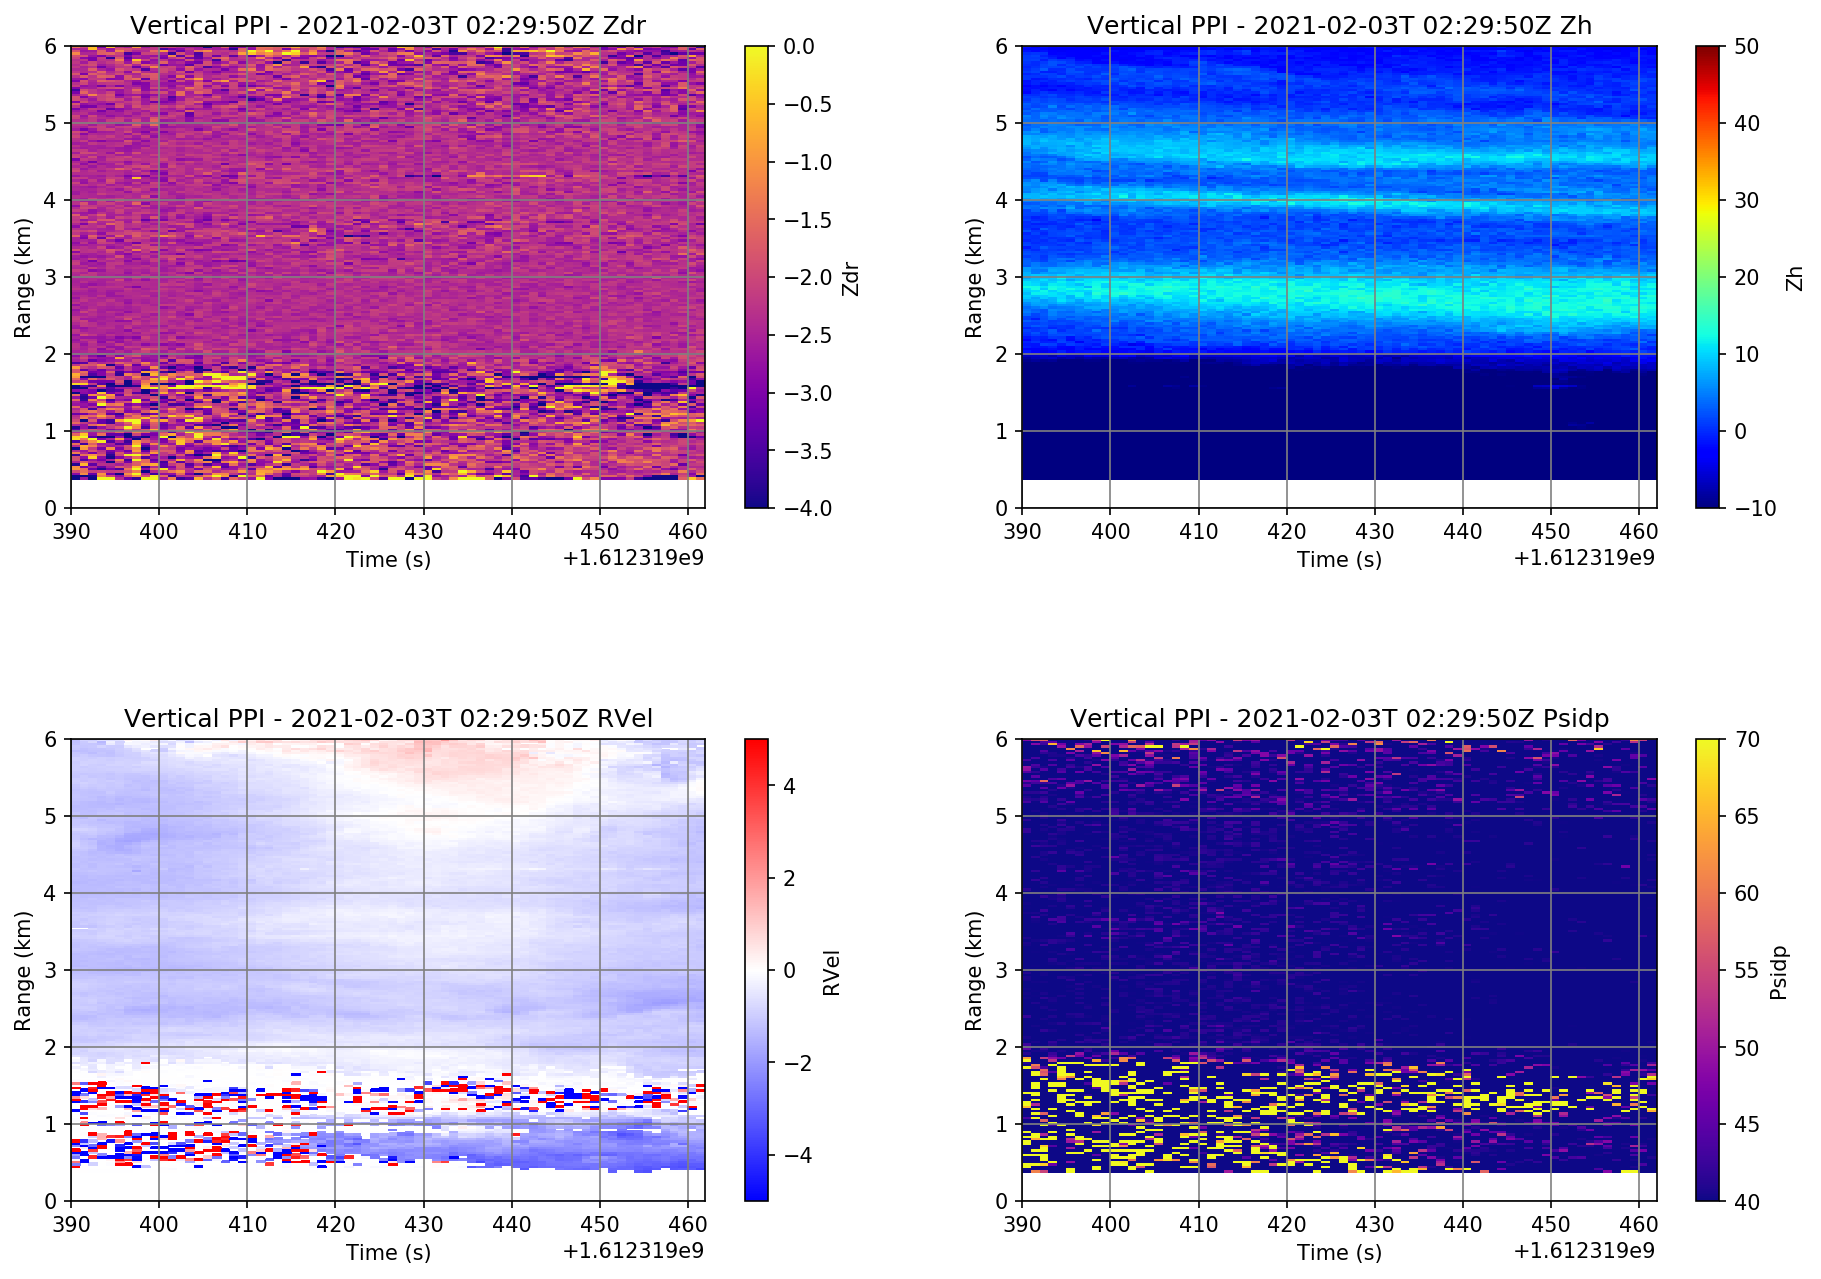 Vertical PPI - 2021-02-03T 02:29:50Z Zdr
6
5
4
3
2
1
0
Range (km)
390 400 410 420 430 440 450 460
Time (s)
+1.612319e9
0.0
−0.5
−1.0
−1.5
−2.0
−2.5
−3.0
−3.5
−4.0
Zdr
Vertical PPI - 2021-02-03T 02:29:50Z Zh
6
5
4
3
2
1
0
Range (km)
390 400 410 420 430 440 450 460
Time (s)
+1.612319e9
50
40
30
20
10
0
−10
Zh
Vertical PPI - 2021-02-03T 02:29:50Z RVel
6
5
4
3
2
1
0
Range (km)
390 400 410 420 430 440 450 460
Time (s)
+1.612319e9
4
2
0
−2
−4
RVel
Vertical PPI - 2021-02-03T 02:29:50Z Psidp
6
5
4
3
2
1
0
Range (km)
390 400 410 420 430 440 450 460
Time (s)
+1.612319e9
70
65
60
55
50
45
40
Psidp